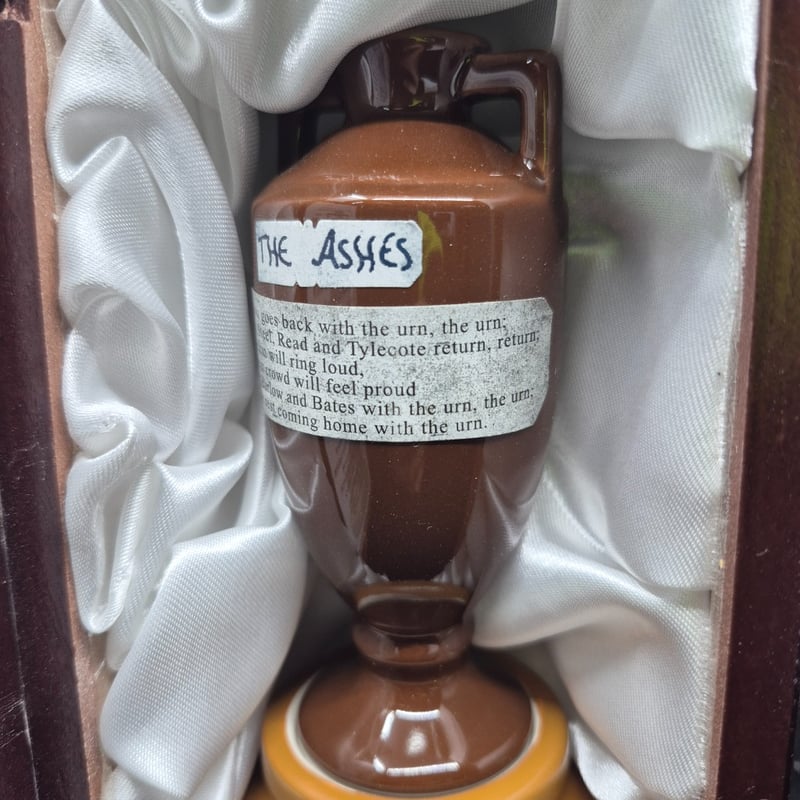 THE ASHES
goes back with the urn, the urn;
Read and Tylecote return, return;
will ring loud,
crowd will feel proud
and Bates with the urn, the urn,
coming home with the urn.